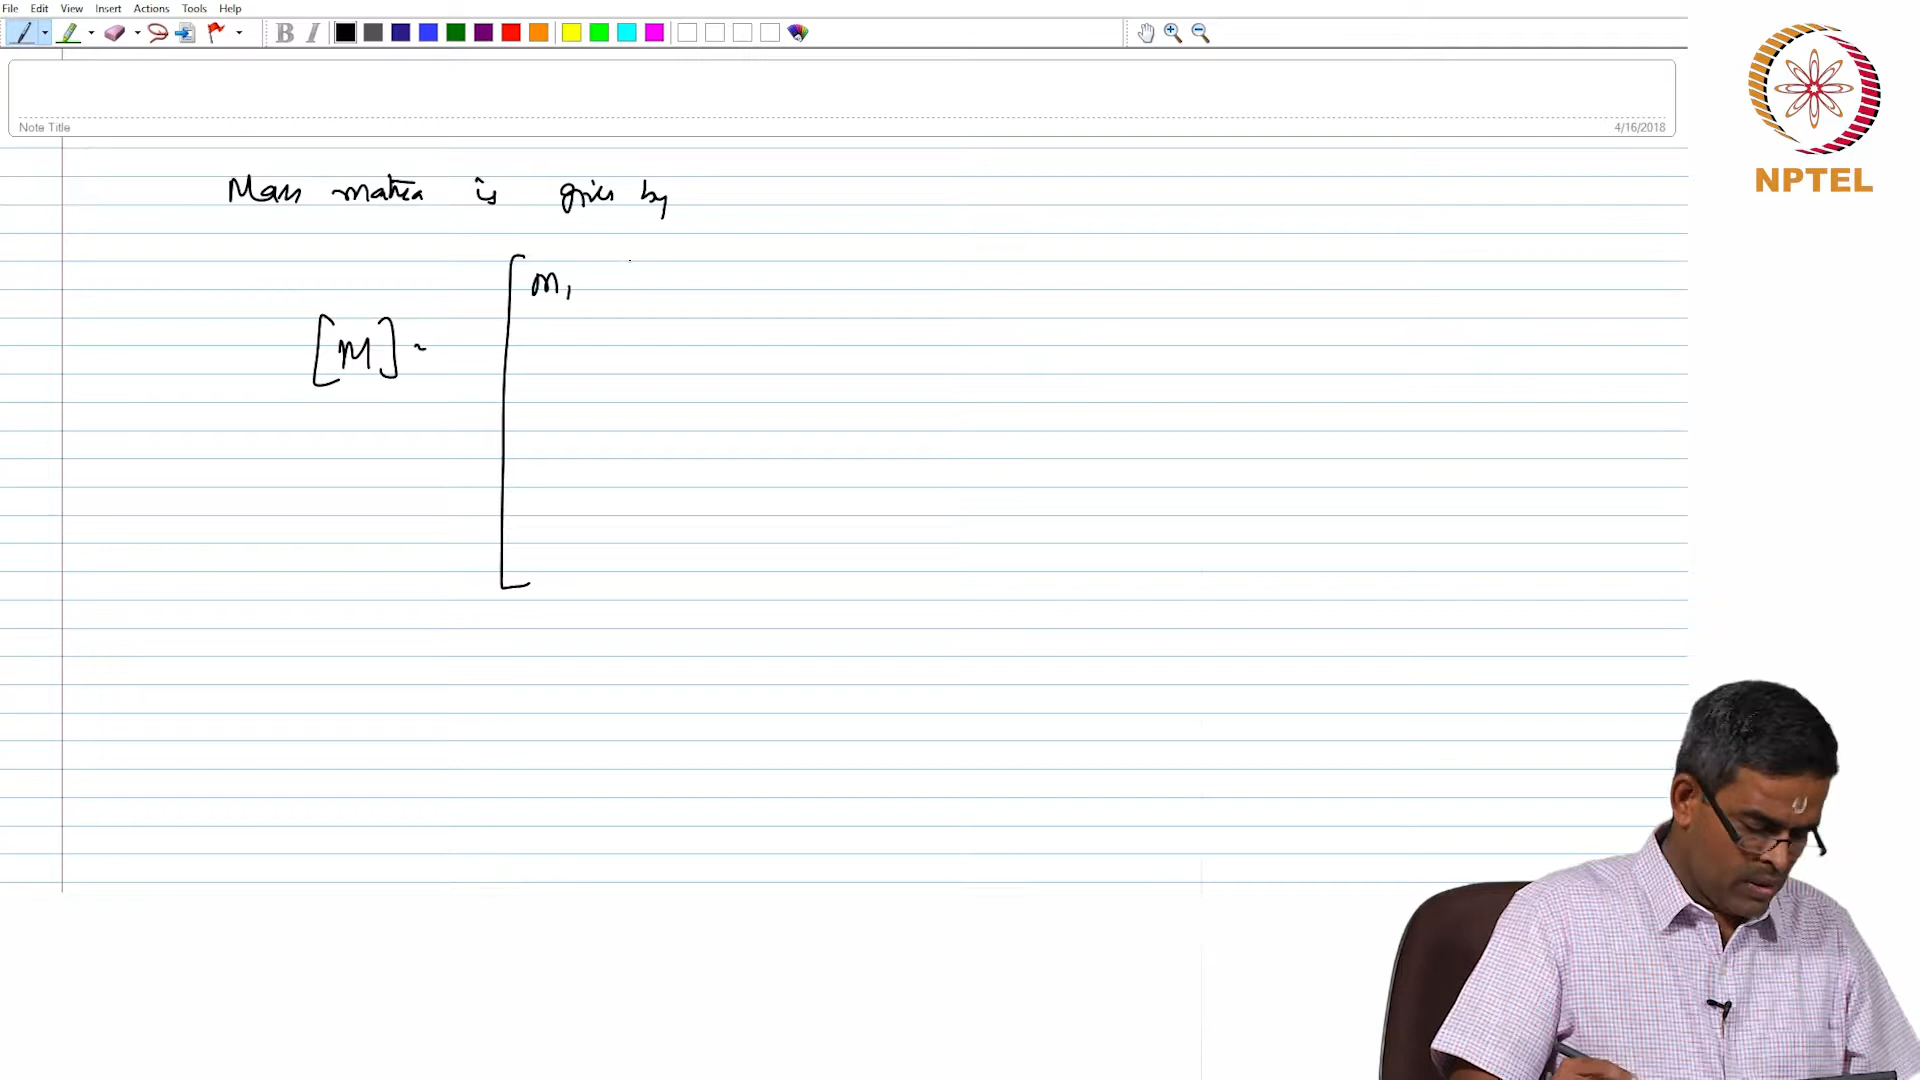 File Edit View Insert Actions Tools Help
B I
NPTEL
Note Title 4/16/2018
Mass matrix is given by
[M] = [ m1